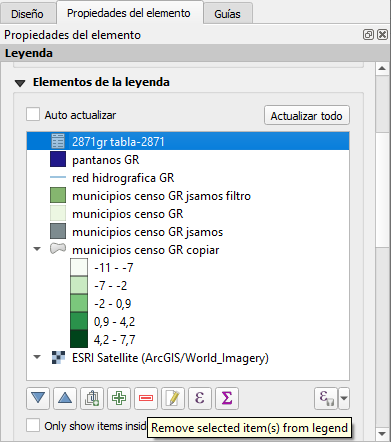 Diseño
Propiedades del elemento
Guías
Propiedades del elemento
Leyenda
Elementos de la leyenda
Auto actualizar
Actualizar todo
2871gr tabla-2871
pantanos GR
red hidrografica GR
municipios censo GR jsamos filtro
municipios censo GR
municipios censo GR jsamos
municipios censo GR copiar
-11 - -7
-7 - -2
-2 - 0,9
0,9 - 4,2
4,2 - 7,7
ESRI Satellite (ArcGIS/World_Imagery)
ε
Σ
ε
Only show items insid
Remove selected item(s) from legend